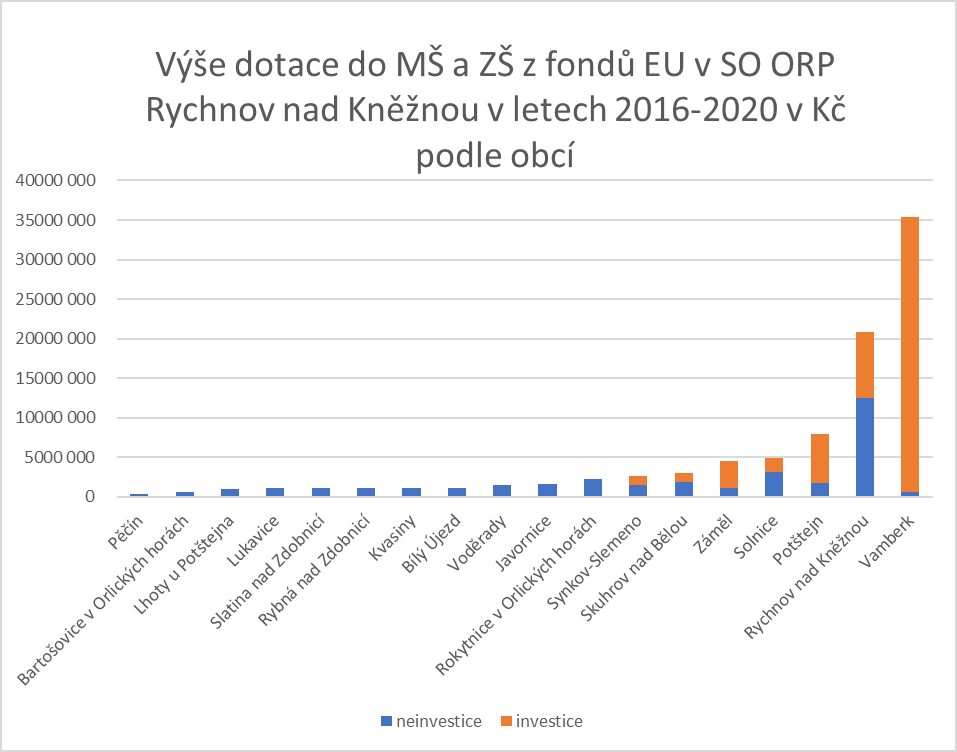 Výše dotace do MŠ a ZŠ z fondů EU v SO ORP
Rychnov nad Kněžnou v letech 2016-2020 v Kč
podle obcí
40000 000
35000 000
30000 000
25000 000
20000 000
15000 000
10000 000
5000 000
0
Pěčín
Bartošovice v Orlických horách
Lhoty u Potštejna
Lukavice
Slatina nad Zdobnicí
Rybná nad Zdobnicí
Kvasiny
Bílý Újezd
Voděrady
Javornice
Rokytnice v Orlických horách
Synkov-Slemeno
Skuhrov nad Bělou
Záměl
Solnice
Potštejn
Rychnov nad Kněžnou
Vamberk
neinvestice
investice